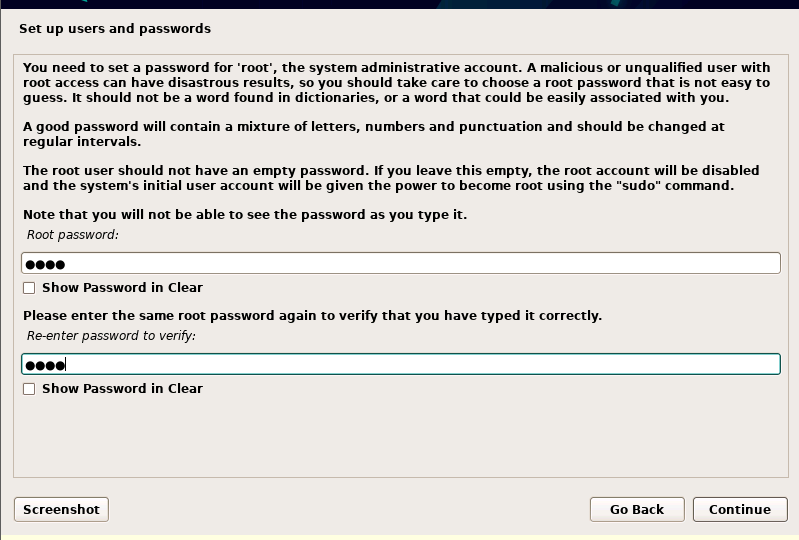 Set up users and passwords
You need to set a password for 'root', the system administrative account. A malicious or unqualified user with
root access can have disastrous results, so you should take care to choose a root password that is not easy to
guess. It should not be a word found in dictionaries, or a word that could be easily associated with you.
A good password will contain a mixture of letters, numbers and punctuation and should be changed at
regular intervals.
The root user should not have an empty password. If you leave this empty, the root account will be disabled
and the system's initial user account will be given the power to become root using the "sudo" command.
Note that you will not be able to see the password as you type it.
Root password:
●●●●
Show Password in Clear
Please enter the same root password again to verify that you have typed it correctly.
Re-enter password to verify:
●●●●
Show Password in Clear
Screenshot
Go Back
Continue